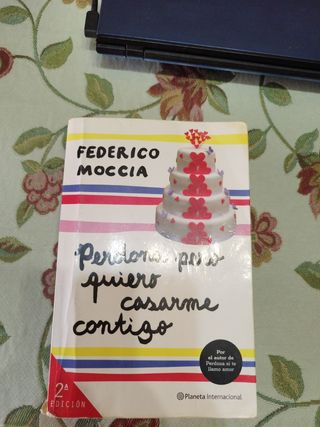 FEDERICO
MOCCIA
Perdona pero
quiero
casarme
contigo
Por
el autor de
Perdona si te
llamo amor
2ª
EDICIÓN
Planeta Internacional